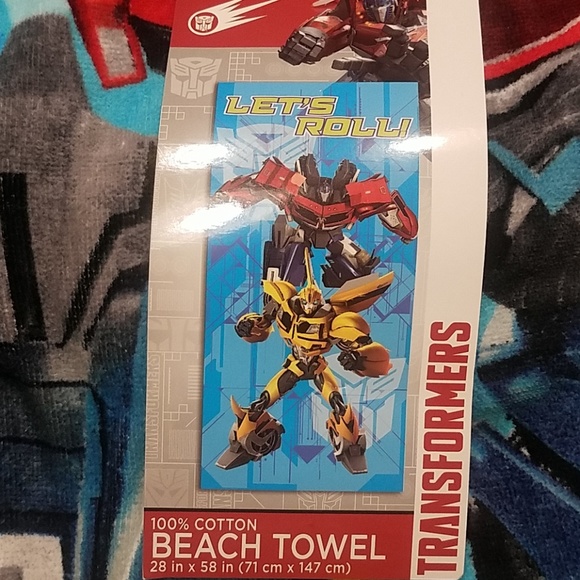 LET'S
ROLL!
TRANSFORMERS
100% COTTON
BEACH TOWEL
28 in x 58 in (71 cm x 147 cm)